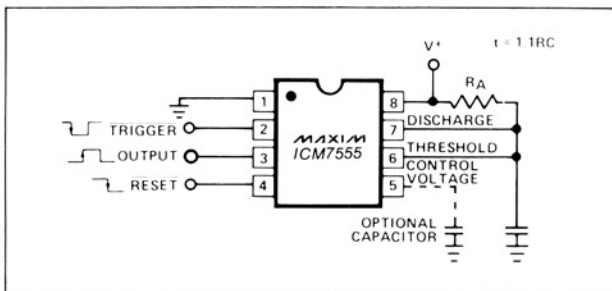 V+
t = 1.1RC
RA
1
8
DISCHARGE
TRIGGER
2
MAXIM
7
OUTPUT
3
ICM7555
6
THRESHOLD
RESET
4
5
CONTROL
VOLTAGE
OPTIONAL
CAPACITOR